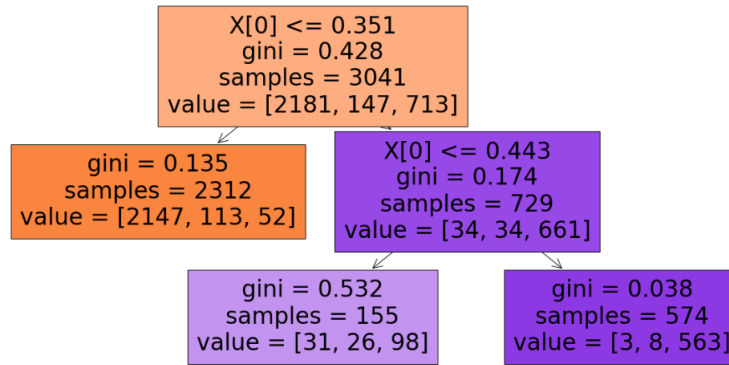 X[0] <= 0.351
gini = 0.428
samples = 3041
value = [2181, 147, 713]
gini = 0.135
samples = 2312
value = [2147, 113, 52]
X[0] <= 0.443
gini = 0.174
samples = 729
value = [34, 34, 661]
gini = 0.532
samples = 155
value = [31, 26, 98]
gini = 0.038
samples = 574
value = [3, 8, 563]